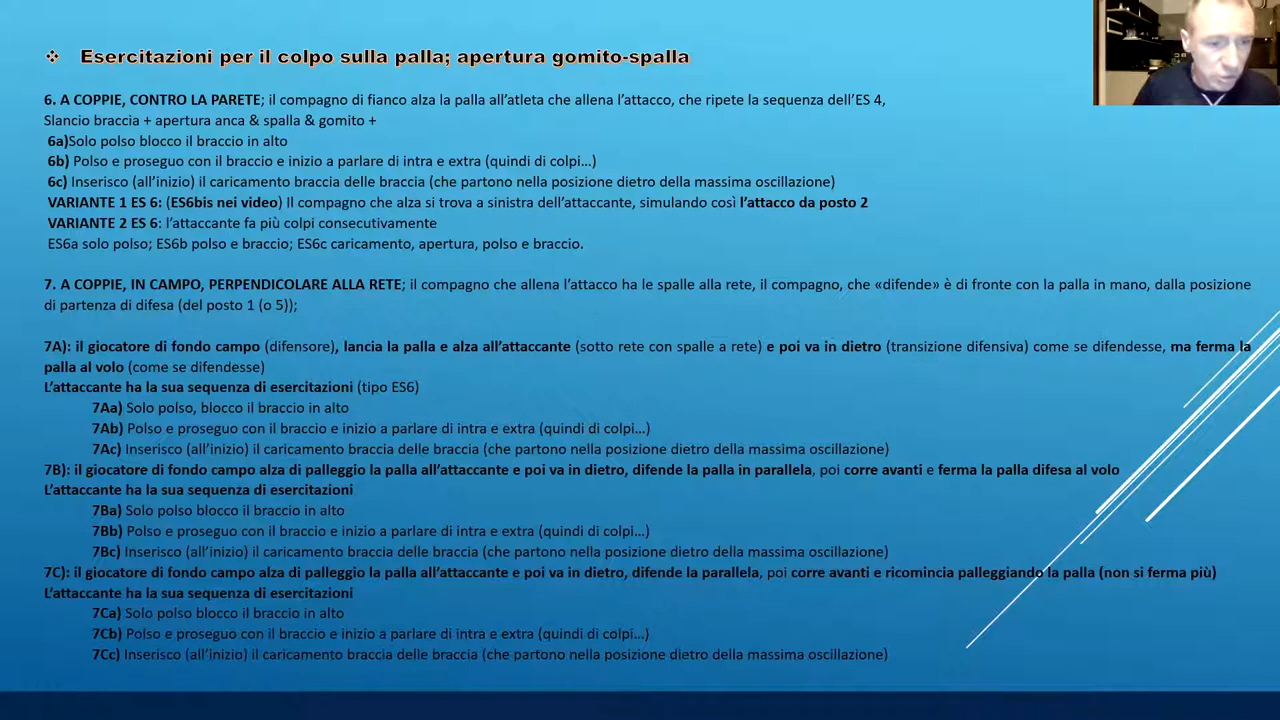 ❖ Esercitazioni per il colpo sulla palla; apertura gomito-spalla
6. A COPPIE, CONTRO LA PARETE; il compagno di fianco alza la palla all'atleta che allena l'attacco, che ripete la sequenza dell'ES 4,
Slancio braccia + apertura anca & spalla & gomito +
6a)Solo polso blocco il braccio in alto
6b) Polso e proseguo con il braccio e inizio a parlare di intra e extra (quindi di colpi…)
6c) Inserisco (all'inizio) il caricamento braccia delle braccia (che partono nella posizione dietro della massima oscillazione)
VARIANTE 1 ES 6: (ES6bis nei video) Il compagno che alza si trova a sinistra dell'attaccante, simulando così l'attacco da posto 2
VARIANTE 2 ES 6: l'attaccante fa più colpi consecutivamente
ES6a solo polso; ES6b polso e braccio; ES6c caricamento, apertura, polso e braccio.
7. A COPPIE, IN CAMPO, PERPENDICOLARE ALLA RETE; il compagno che allena l'attacco ha le spalle alla rete, il compagno, che «difende» è di fronte con la palla in mano, dalla posizione
di partenza di difesa (del posto 1 (o 5));
7A): il giocatore di fondo campo (difensore), lancia la palla e alza all'attaccante (sotto rete con spalle a rete) e poi va in dietro (transizione difensiva) come se difendesse, ma ferma la
palla al volo (come se difendesse)
L'attaccante ha la sua sequenza di esercitazioni (tipo ES6)
7Aa) Solo polso, blocco il braccio in alto
7Ab) Polso e proseguo con il braccio e inizio a parlare di intra e extra (quindi di colpi…)
7Ac) Inserisco (all'inizio) il caricamento braccia delle braccia (che partono nella posizione dietro della massima oscillazione)
7B): il giocatore di fondo campo alza di palleggio la palla all'attaccante e poi va in dietro, difende la palla in parallela, poi corre avanti e ferma la palla difesa al volo
L'attaccante ha la sua sequenza di esercitazioni
7Ba) Solo polso blocco il braccio in alto
7Bb) Polso e proseguo con il braccio e inizio a parlare di intra e extra (quindi di colpi…)
7Bc) Inserisco (all'inizio) il caricamento braccia delle braccia (che partono nella posizione dietro della massima oscillazione)
7C): il giocatore di fondo campo alza di palleggio la palla all'attaccante e poi va in dietro, difende la parallela, poi corre avanti e ricomincia palleggiando la palla (non si ferma più)
L'attaccante ha la sua sequenza di esercitazioni
7Ca) Solo polso blocco il braccio in alto
7Cb) Polso e proseguo con il braccio e inizio a parlare di intra e extra (quindi di colpi…)
7Cc) Inserisco (all'inizio) il caricamento braccia delle braccia (che partono nella posizione dietro della massima oscillazione)